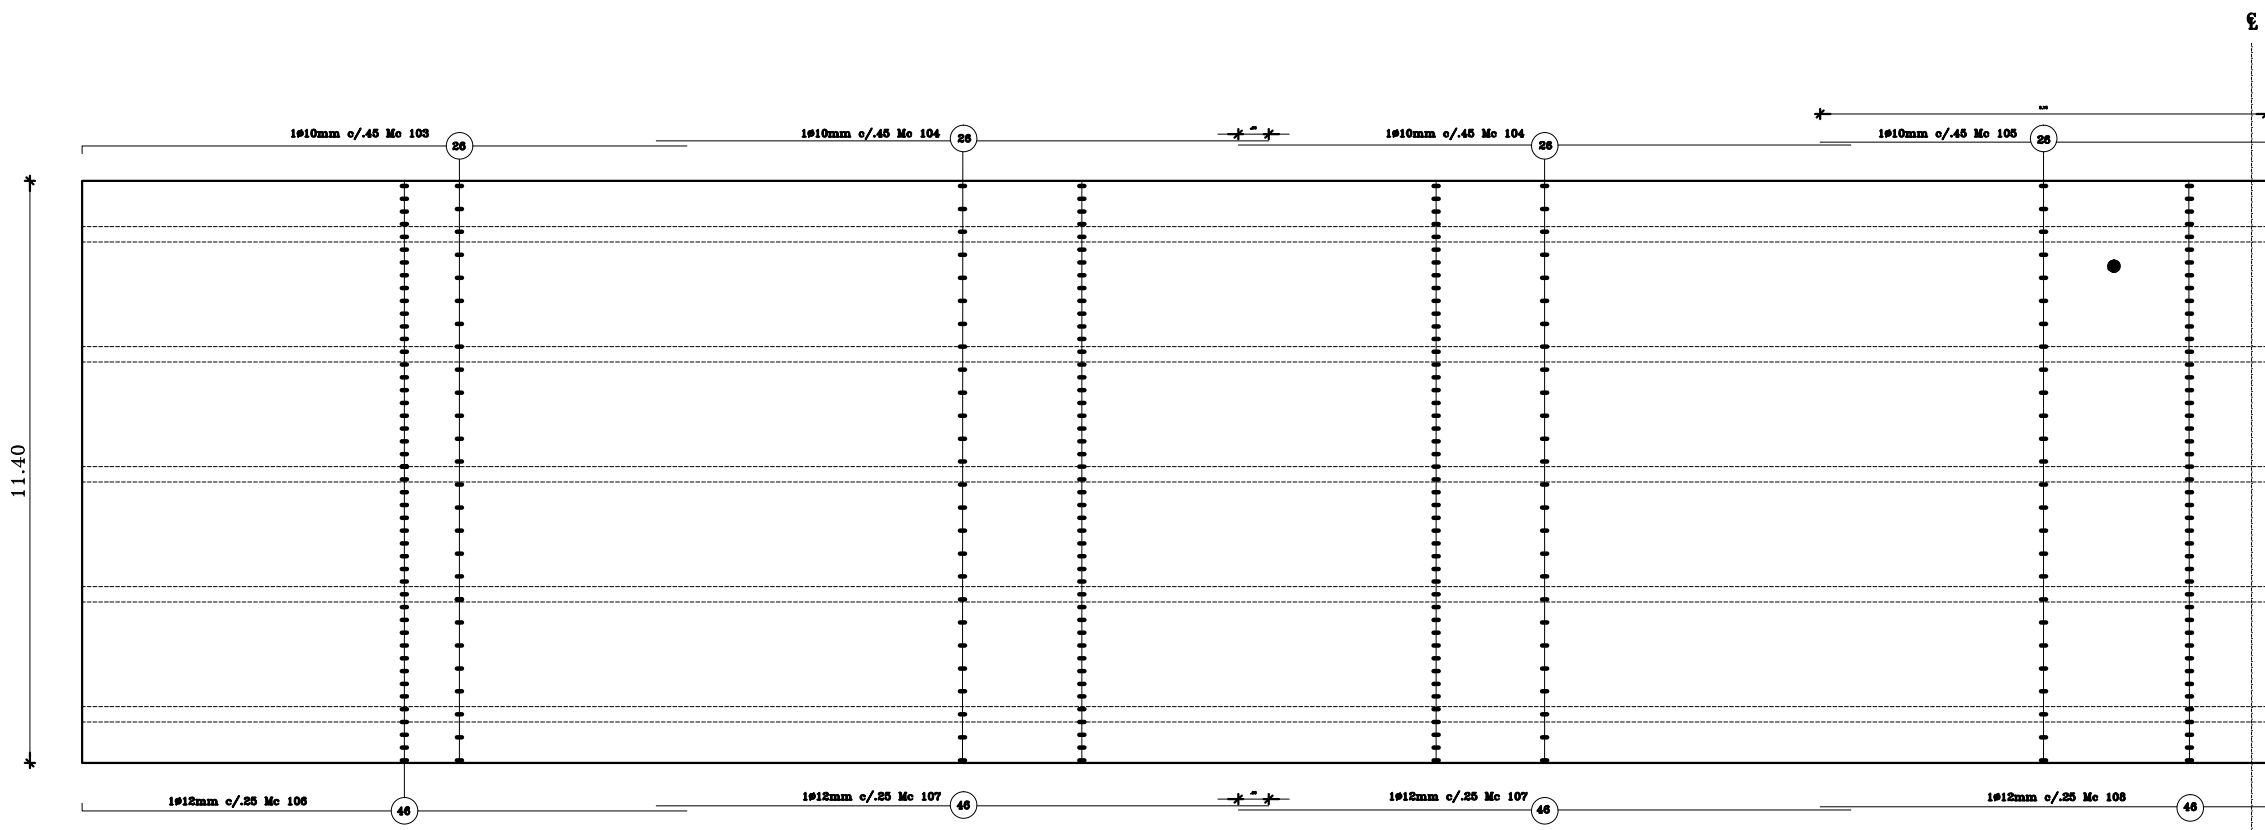 ℄
1ø10mm c/.45 Mc 103
26
1ø10mm c/.45 Mc 104
26
1ø10mm c/.45 Mc 104
26
1ø10mm c/.45 Mc 105
26
11.40
1ø12mm c/.25 Mc 106
46
1ø12mm c/.25 Mc 107
46
1ø12mm c/.25 Mc 107
46
1ø12mm c/.25 Mc 108
46